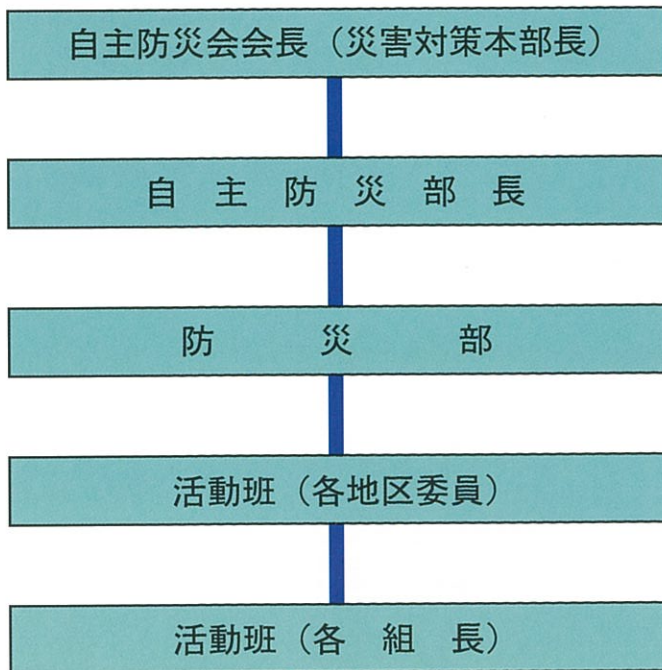 自主防災会会長（災害対策本部長）
自主防災部長
防災部
活動班（各地区委員）
活動班（各組長）